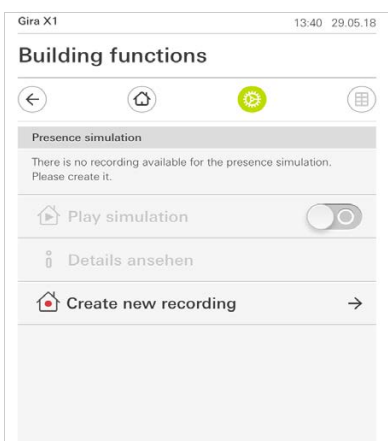 Gira X1 13:40 29.05.18
Building functions
Presence simulation
There is no recording available for the presence simulation.
Please create it.
Play simulation
Details ansehen
Create new recording